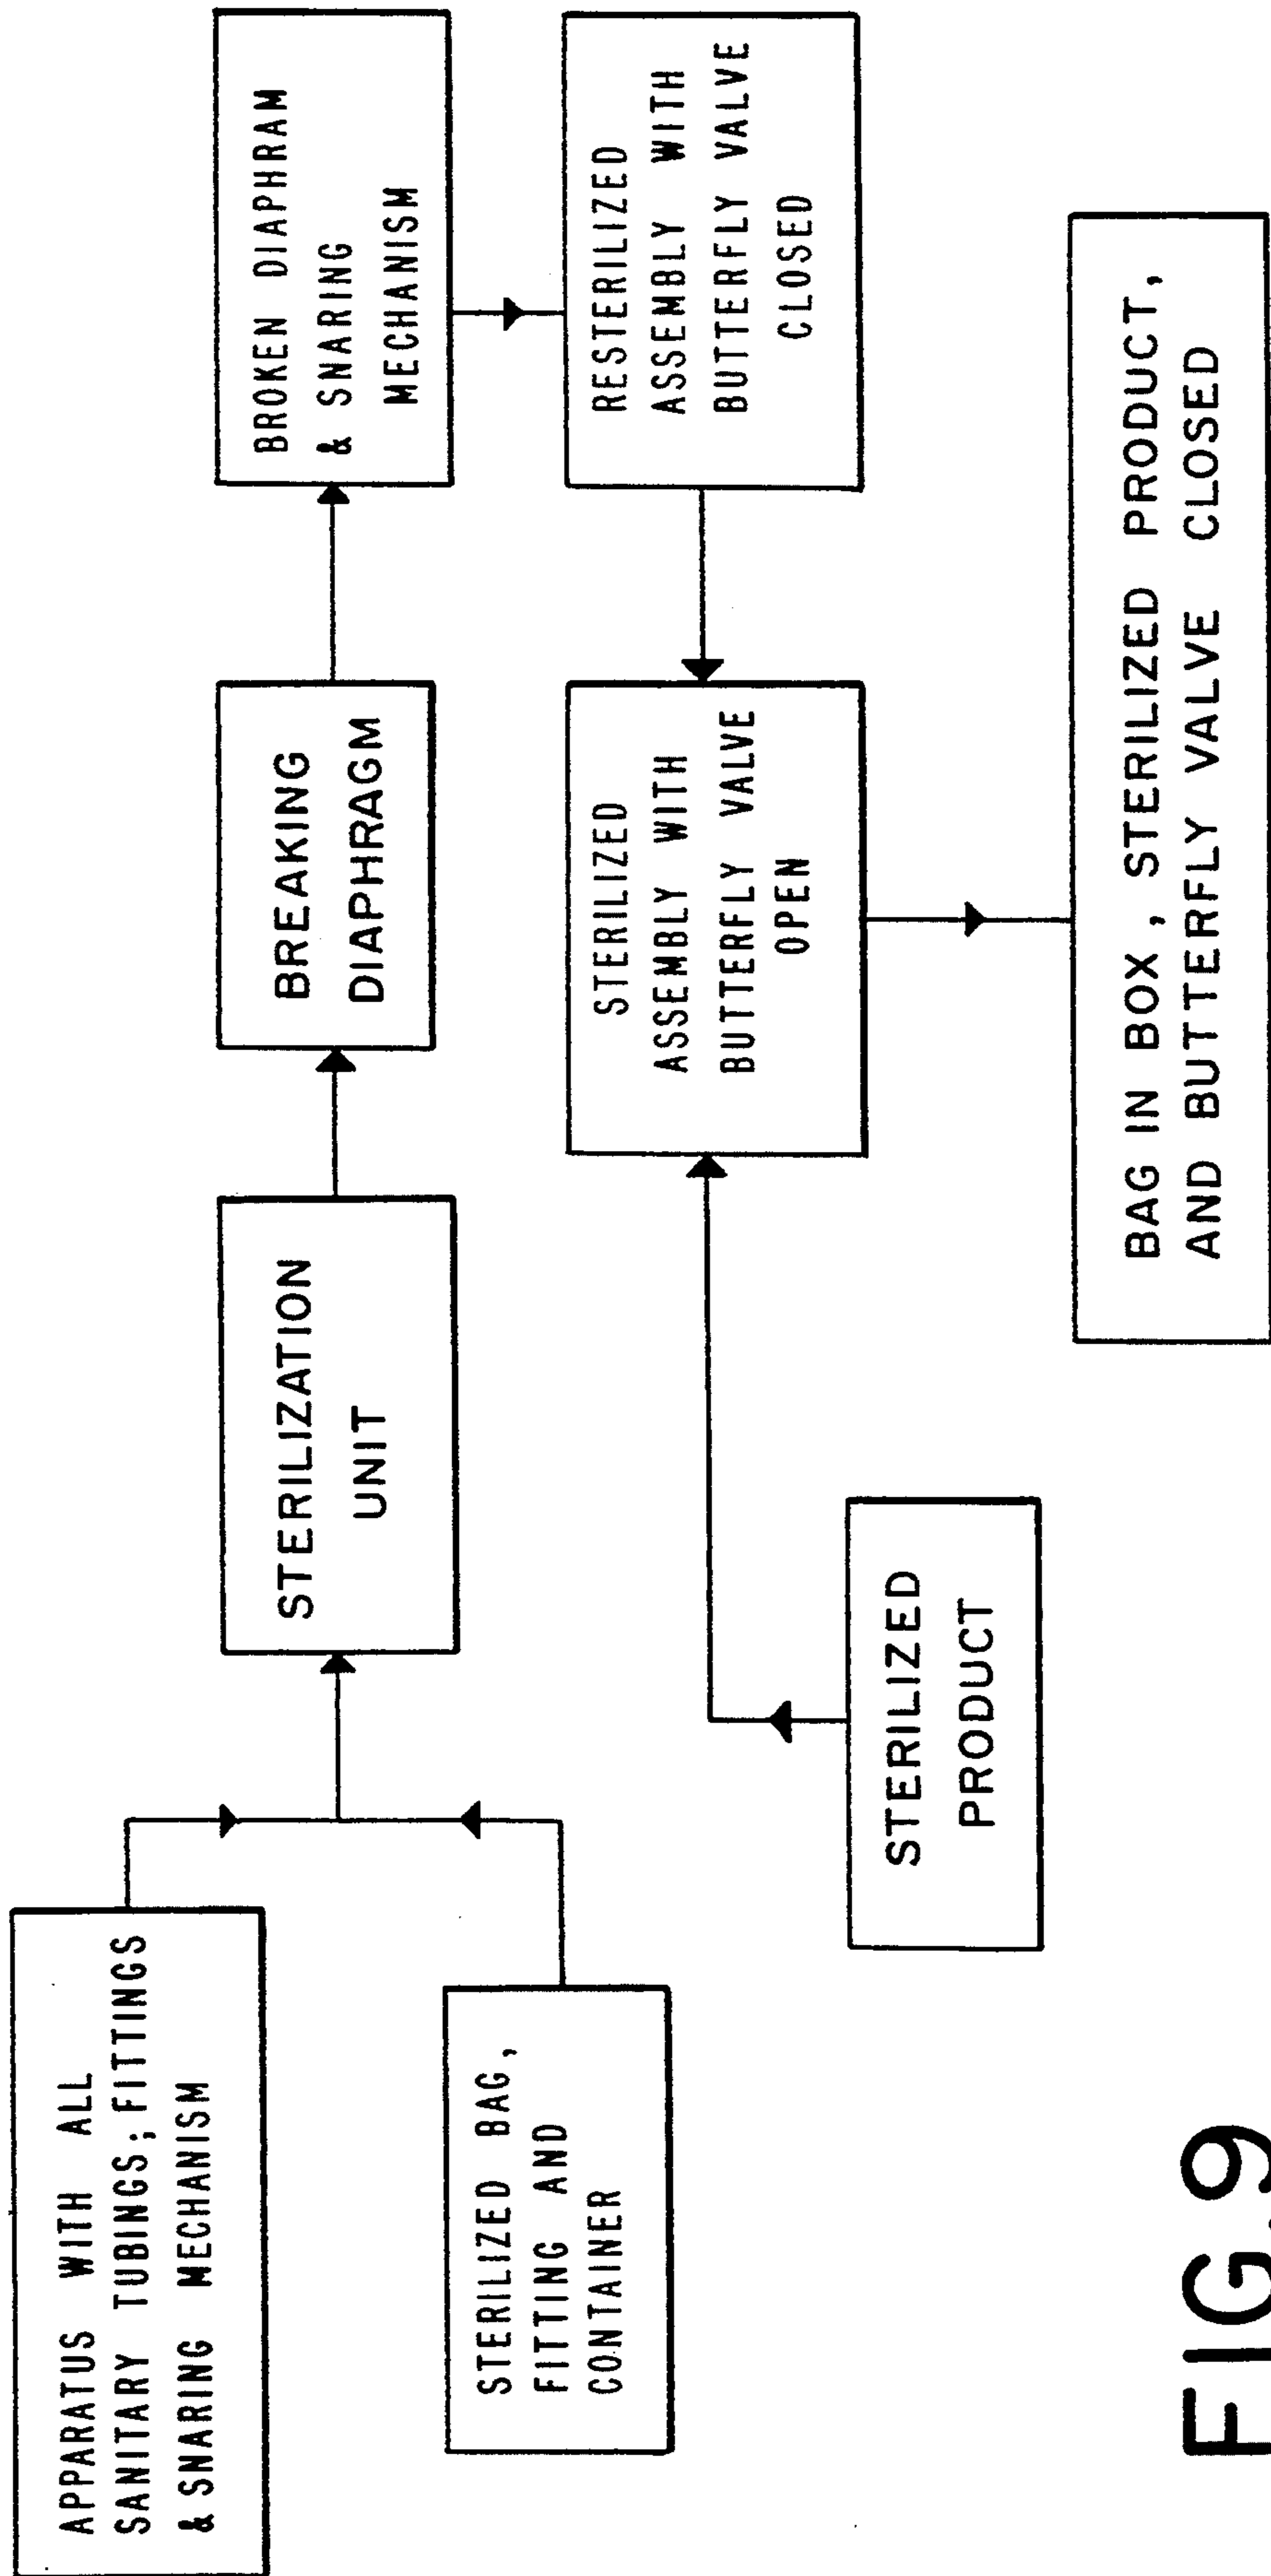 APPARATUS WITH ALL
SANITARY TUBINGS; FITTINGS
& SNARING MECHANISM
STERILIZED BAG,
FITTING AND
CONTAINER
STERILIZATION
UNIT
BREAKING
DIAPHRAGM
BROKEN DIAPHRAM
& SNARING
MECHANISM
RESTERILIZED
ASSEMBLY WITH
BUTTERFLY VALVE
CLOSED
STERILIZED
ASSEMBLY WITH
BUTTERFLY VALVE
OPEN
STERILIZED
PRODUCT
BAG IN BOX, STERILIZED PRODUCT,
AND BUTTERFLY VALVE CLOSED
FIG.9